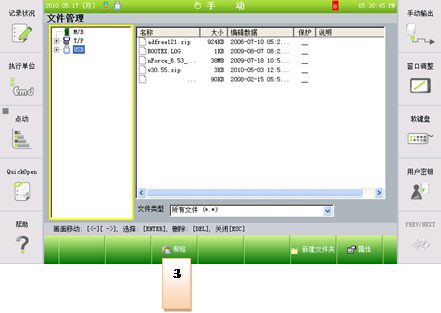 记录状况
2010.05.17 [月]
手 动
05:30:45 PM
手动输出
文件管理
M/B
T/P
USB
名称 大小 编辑数据 保护 说明
adfree121.zip 924KB 2006-07-10 05:2...
BOOTEX.LOG 1KB 2009-07-10 08:0...
nForce_6.53_... 38MB 2009-07-18 10:5...
v30.55.zip 3KB 2010-05-03 12:5...
... 90KB 2008-02-15 02:5...
执行单位
Cmd
点动
QuickOpen
帮助
窗口调整
软键盘
用户密钥
PREV/NEXT
文件类型 所有文件 (*.*)
画面移动: [<-][ ->], 选择: [ENTER], 删除: [DEL], 关闭[ESC]
粘贴
新建文件夹
属性
3